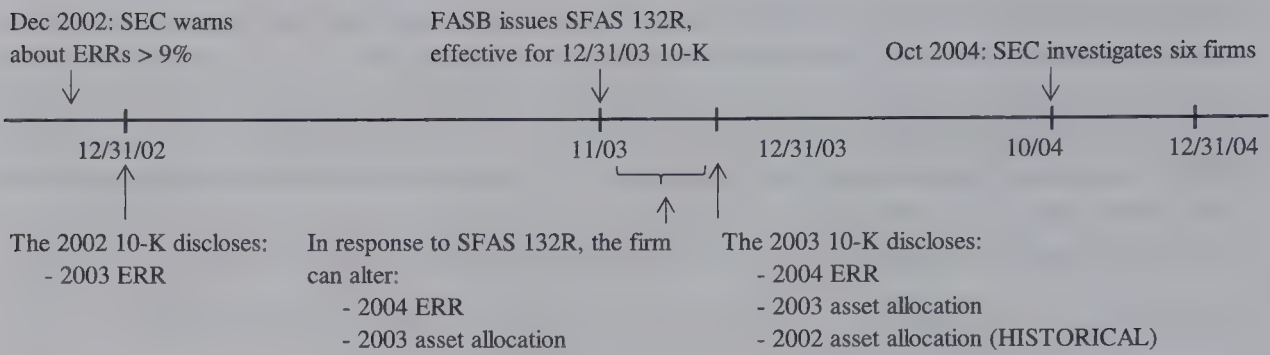 Dec 2002: SEC warns
about ERRs > 9%
FASB issues SFAS 132R,
effective for 12/31/03 10-K
Oct 2004: SEC investigates six firms
12/31/02
11/03
12/31/03
10/04
12/31/04
The 2002 10-K discloses:
- 2003 ERR
In response to SFAS 132R, the firm
can alter:
- 2004 ERR
- 2003 asset allocation
The 2003 10-K discloses:
- 2004 ERR
- 2003 asset allocation
- 2002 asset allocation (HISTORICAL)